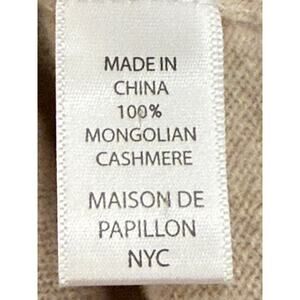 MADE IN
CHINA
100%
MONGOLIAN
CASHMERE
MAISON DE
PAPILLON
NYC